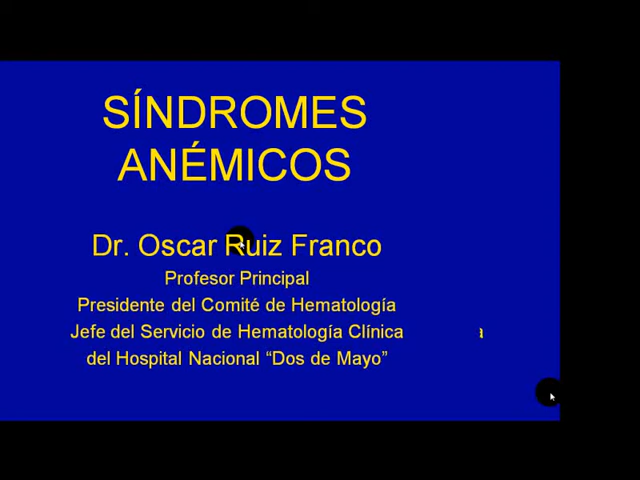 SÍNDROMES
ANÉMICOS
Dr. Oscar Ruiz Franco
Profesor Principal
Presidente del Comité de Hematología
Jefe del Servicio de Hematología Clínica
del Hospital Nacional “Dos de Mayo”